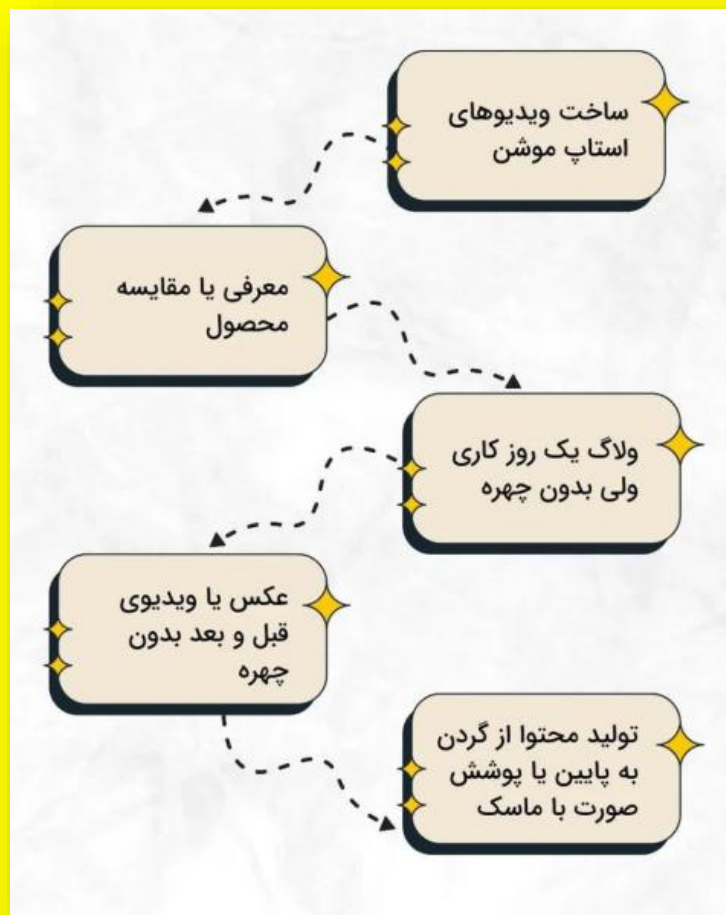 ساخت ویدیوهای
استاپ موشن
معرفی یا مقایسه
محصول
ولاگ یک روز کاری
ولی بدون چهره
عکس یا ویدیوی
قبل و بعد بدون
چهره
تولید محتوا از گردن
به پایین یا پوشش
صورت با ماسک